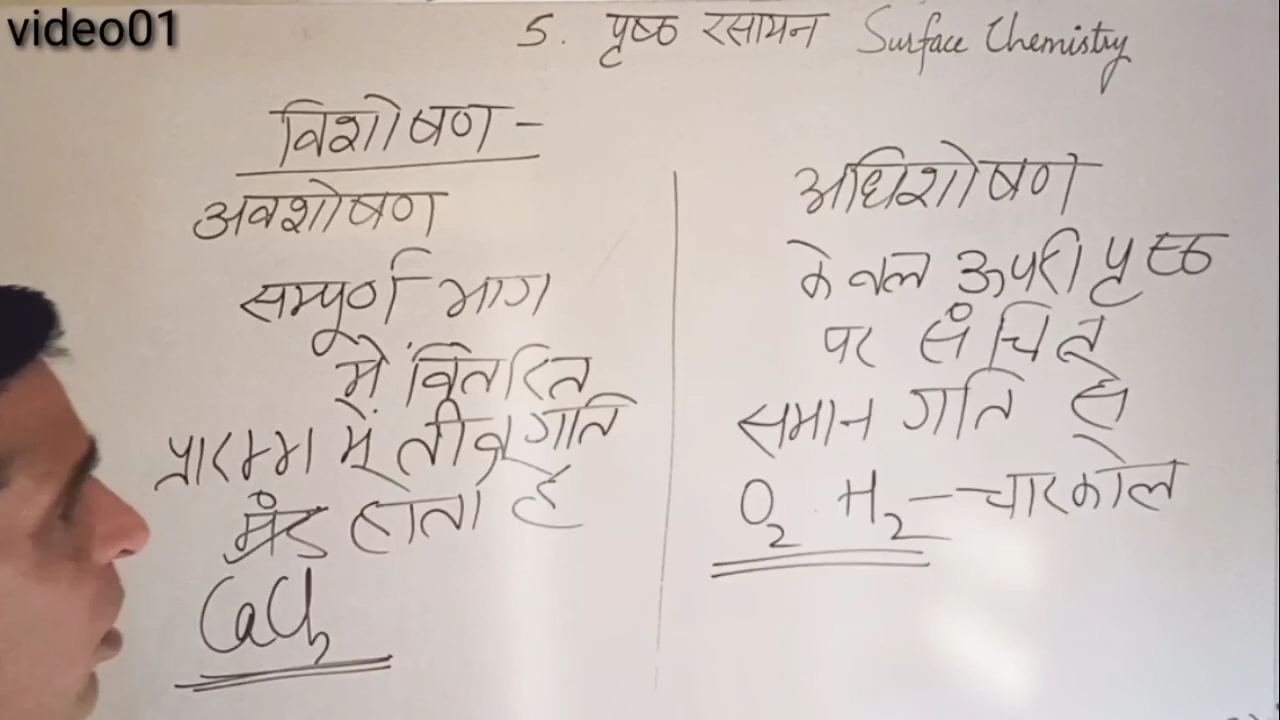 video01
5. पृष्ठ रसायन Surface Chemistry
विशोषण -
अवशोषण
सम्पूर्ण भाग
में वितरित
प्रारम्भ में तीव्र गति
होता है
CaCl2
अधिशोषण
केवल ऊपरी पृष्ठ
पर संचित
समान गति से
O2 H2 - चारकोल